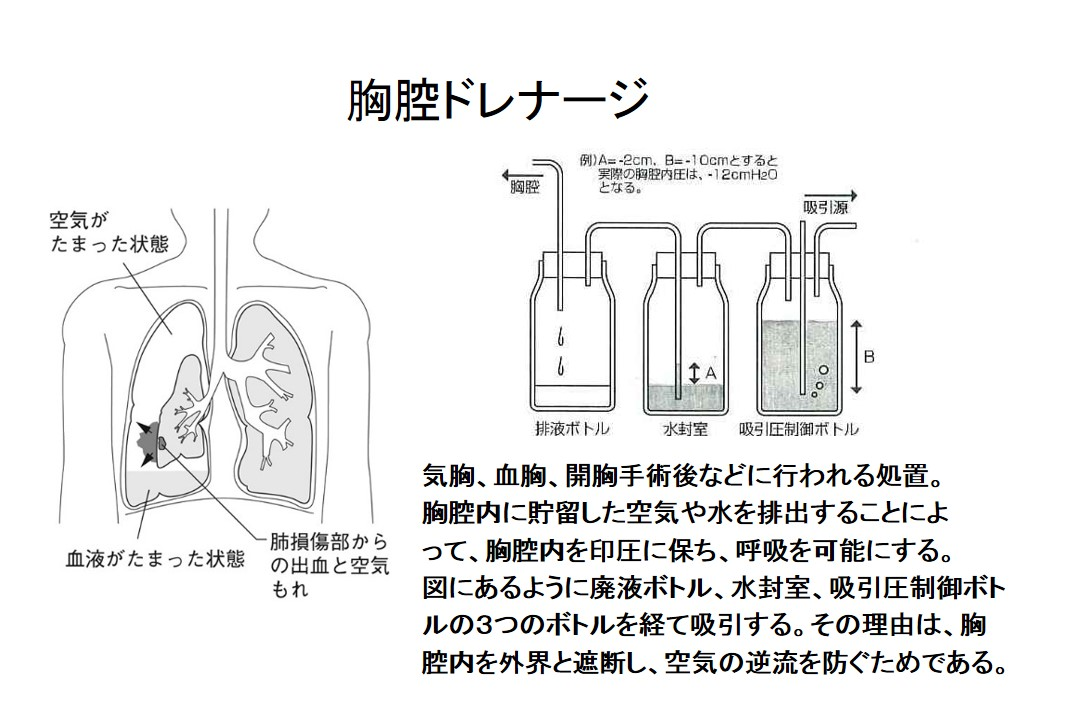 胸腔ドレナージ
例)A= -2cm、B= -10cmとすると
実際の胸腔内圧は、-12cmH2O
となる。
胸腔
吸引源
空気が
たまった状態
A
B
排液ボトル
水封室
吸引圧制御ボトル
血液がたまった状態
肺損傷部から
の出血と空気
もれ
気胸、血胸、開胸手術後などに行われる処置。
胸腔内に貯留した空気や水を排出することによ
って、胸腔内を印圧に保ち、呼吸を可能にする。
図にあるように廃液ボトル、水封室、吸引圧制御ボト
ルの３つのボトルを経て吸引する。その理由は、胸
腔内を外界と遮断し、空気の逆流を防ぐためである。